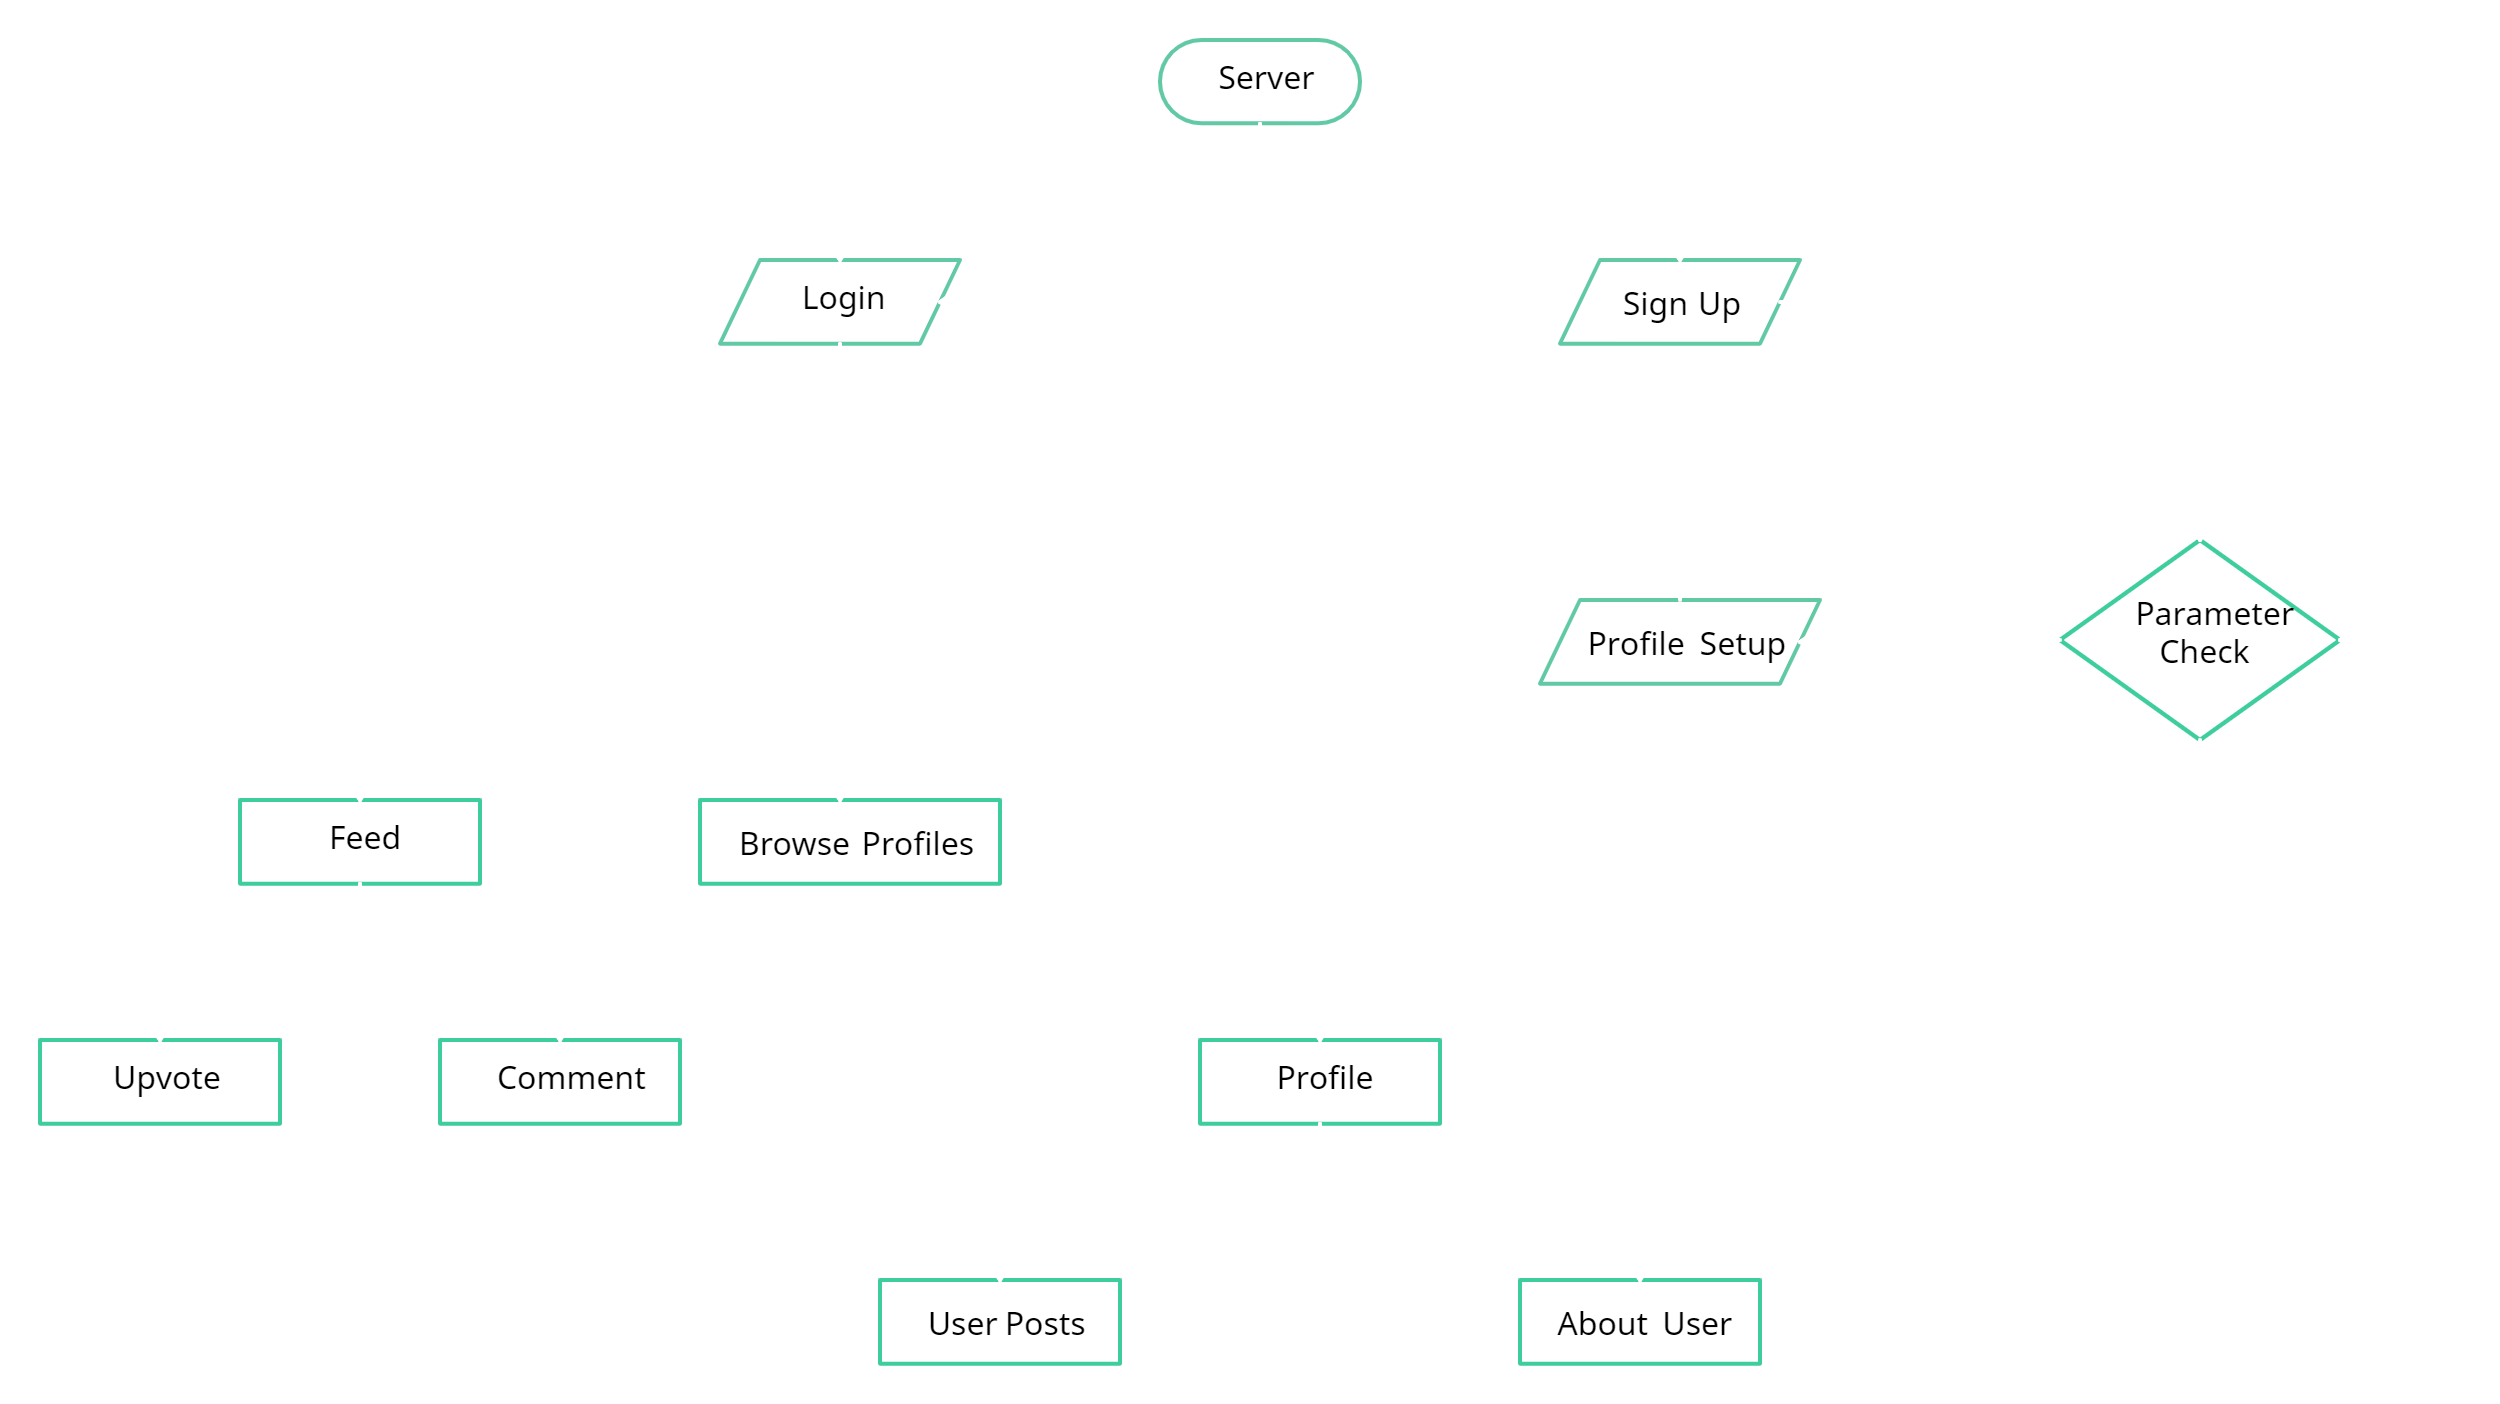 Server
Login
Sign Up
Parameter
Check
Profile Setup
Feed
Browse Profiles
Upvote
Comment
Profile
User Posts
About User